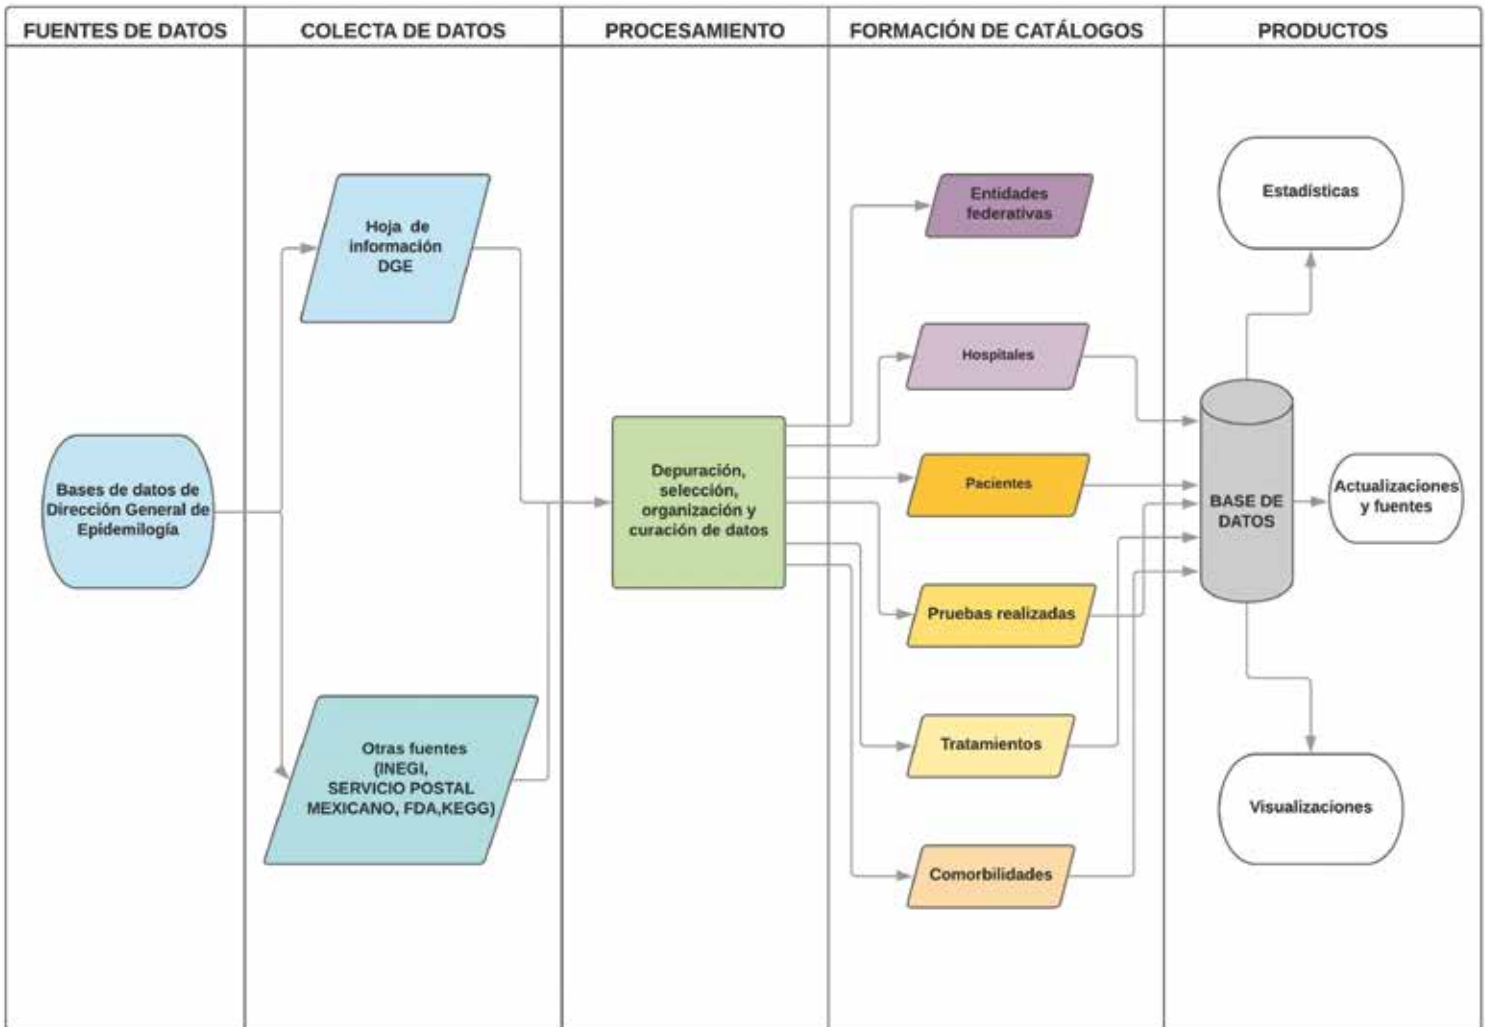 FUENTES DE DATOS
COLECTA DE DATOS
PROCESAMIENTO
FORMACIÓN DE CATÁLOGOS
PRODUCTOS
Bases de datos de
Dirección General de
Epidemilogía
Hoja de
información
DGE
Otras fuentes
(INEGI,
SERVICIO POSTAL
MEXICANO, FDA,KEGG)
Depuración,
selección,
organización y
curación de datos
Entidades
federativas
Hospitales
Pacientes
Pruebas realizadas
Tratamientos
Comorbilidades
BASE DE
DATOS
Estadísticas
Actualizaciones
y fuentes
Visualizaciones